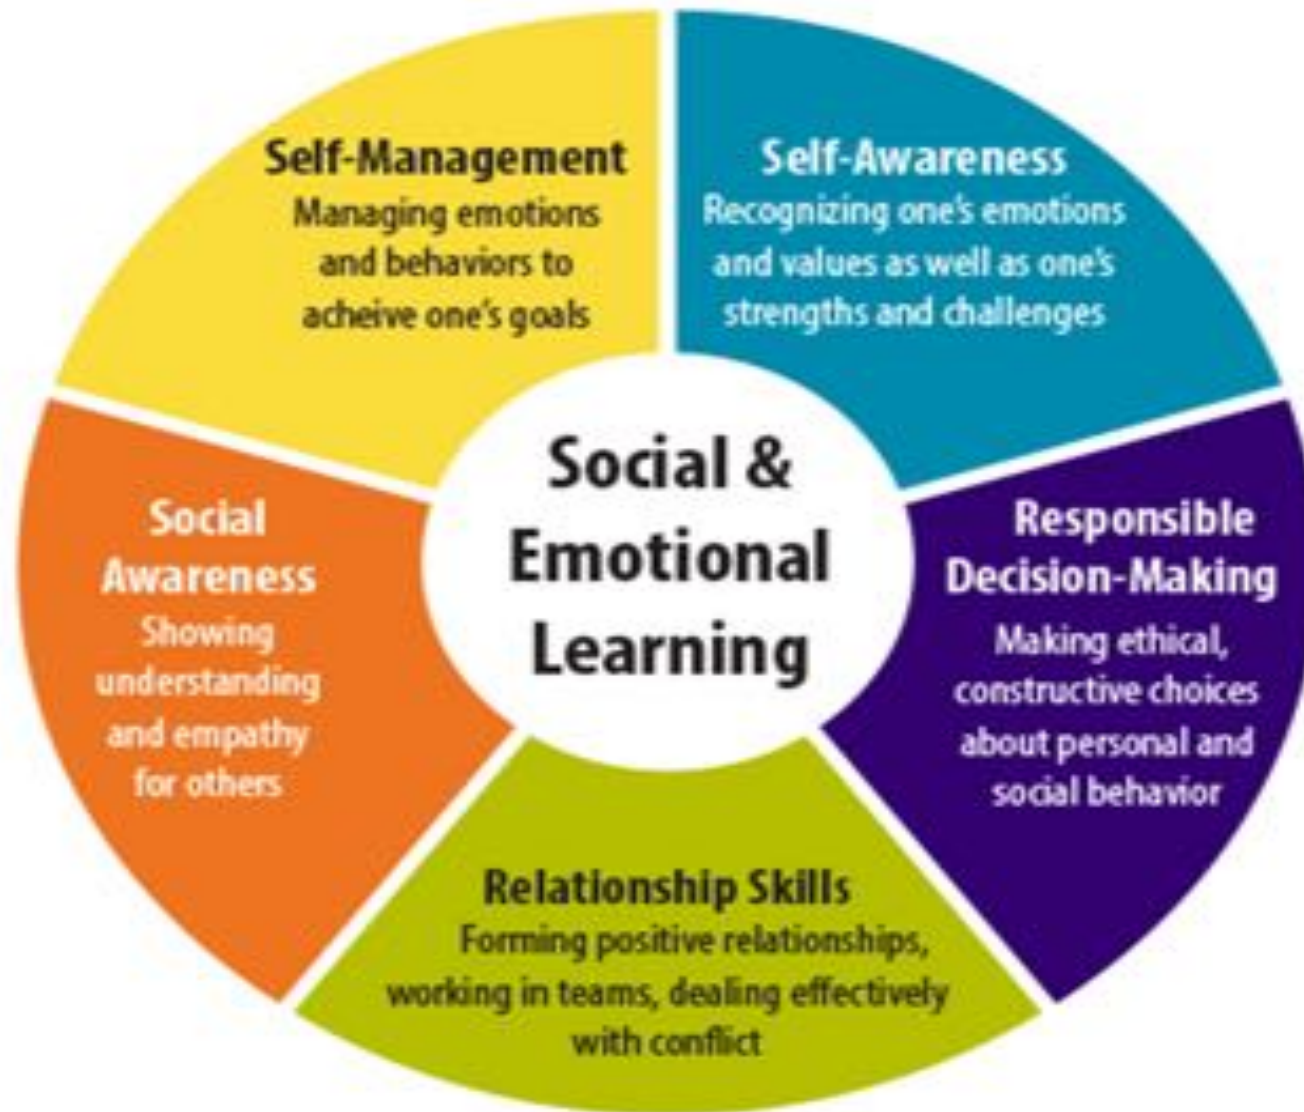 Self-Management
Managing emotions
and behaviors to
acheive one's goals
Self-Awareness
Recognizing one's emotions
and values as well as one's
strengths and challenges
Social &
Emotional
Learning
Social
Awareness
Showing
understanding
and empathy
for others
Responsible
Decision-Making
Making ethical,
constructive choices
about personal and
social behavior
Relationship Skills
Forming positive relationships,
working in teams, dealing effectively
with conflict